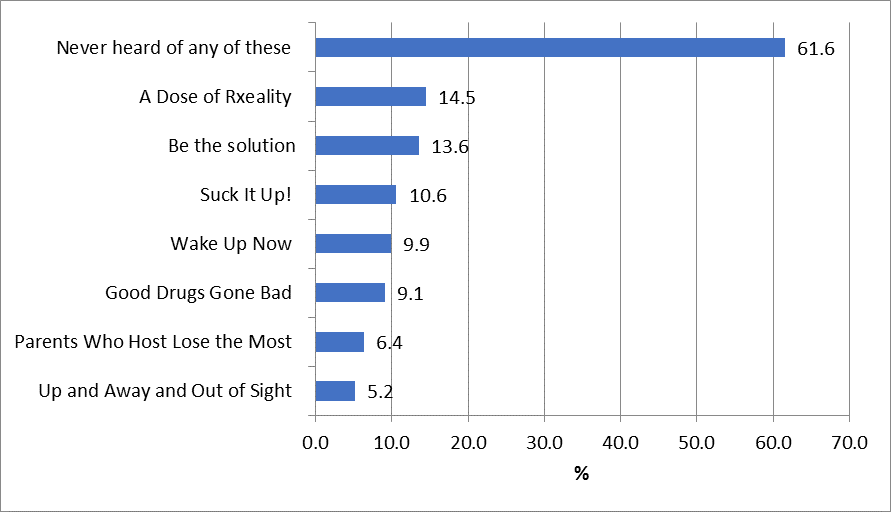 Never heard of any of these 61.6
A Dose of Rxeality 14.5
Be the solution 13.6
Suck It Up! 10.6
Wake Up Now 9.9
Good Drugs Gone Bad 9.1
Parents Who Host Lose the Most 6.4
Up and Away and Out of Sight 5.2
0.0 10.0 20.0 30.0 40.0 50.0 60.0 70.0
%